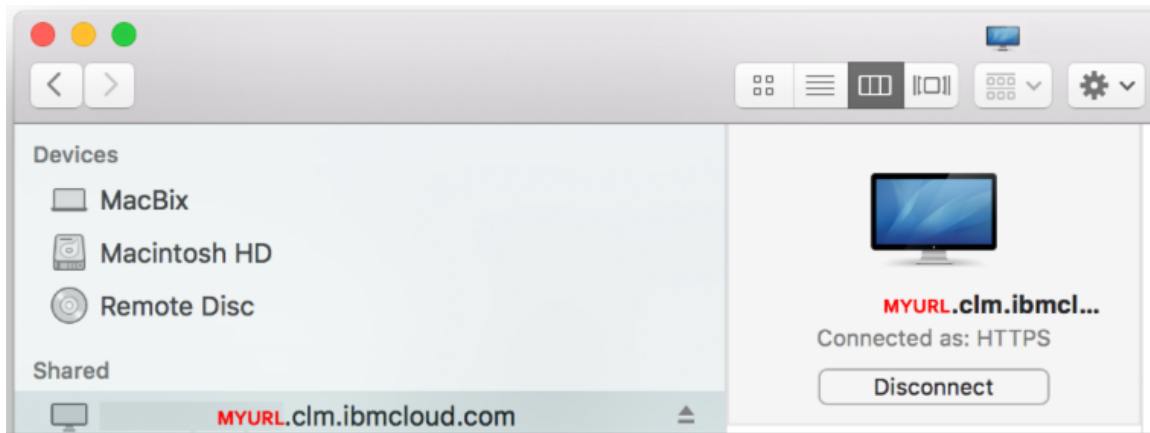 Devices
MacBix
Macintosh HD
Remote Disc
Shared
MYURL.clm.ibmcloud.com
MYURL.clm.ibmcl...
Connected as: HTTPS
Disconnect